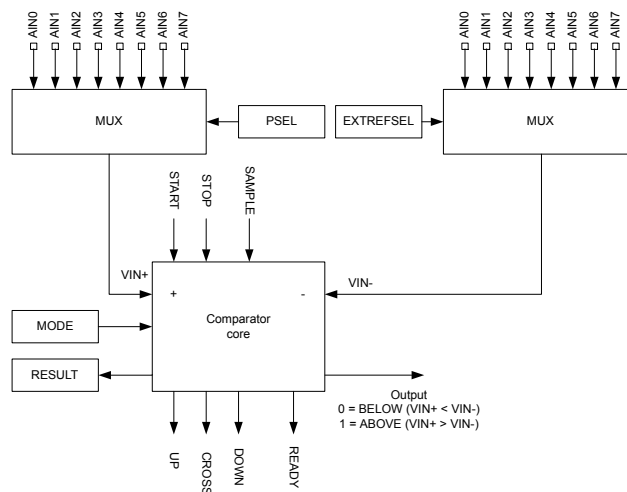 AIN0 AIN1 AIN2 AIN3 AIN4 AIN5 AIN6 AIN7
AIN0 AIN1 AIN2 AIN3 AIN4 AIN5 AIN6 AIN7
MUX
PSEL
EXTREFSEL
MUX
START
STOP
SAMPLE
VIN+
VIN-
+
-
MODE
Comparator
core
RESULT
Output
0 = BELOW (VIN+ < VIN-)
1 = ABOVE (VIN+ > VIN-)
UP
CROSS
DOWN
READY